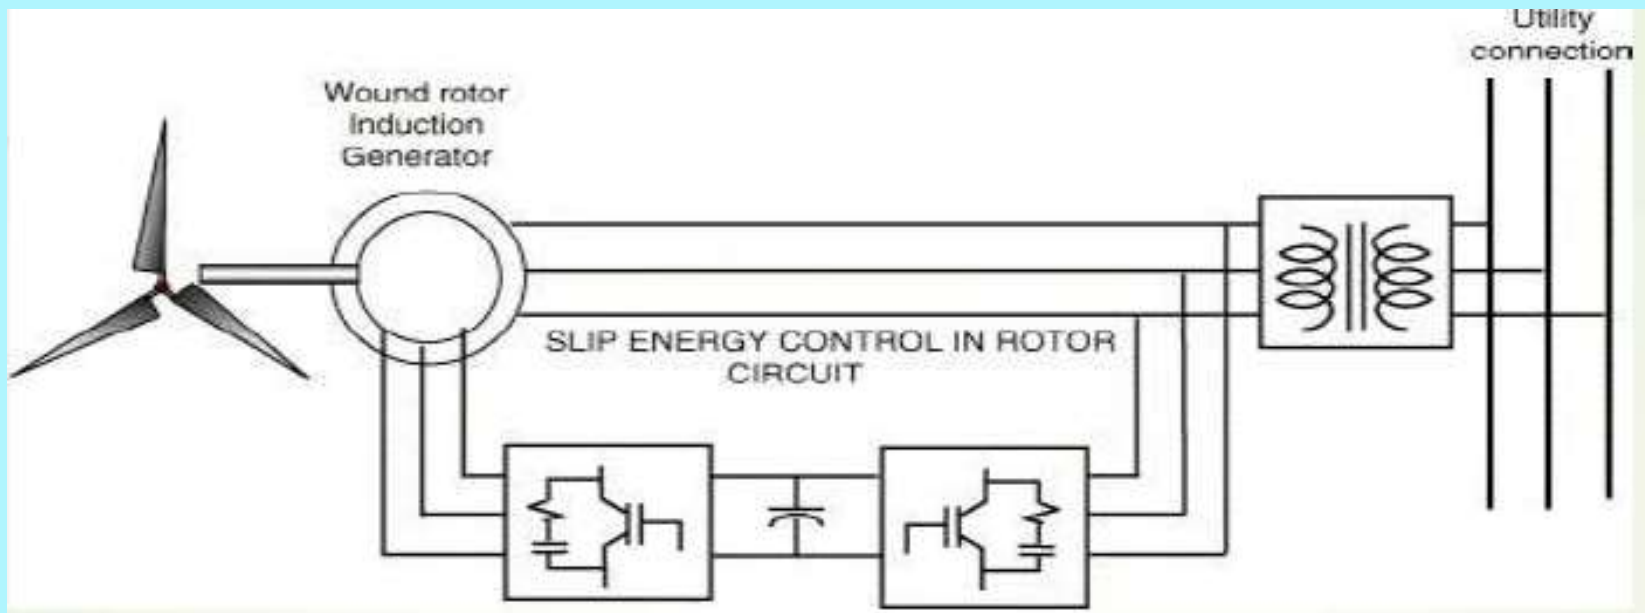 Utility
connection
Wound rotor
Induction
Generator
SLIP ENERGY CONTROL IN ROTOR
CIRCUIT